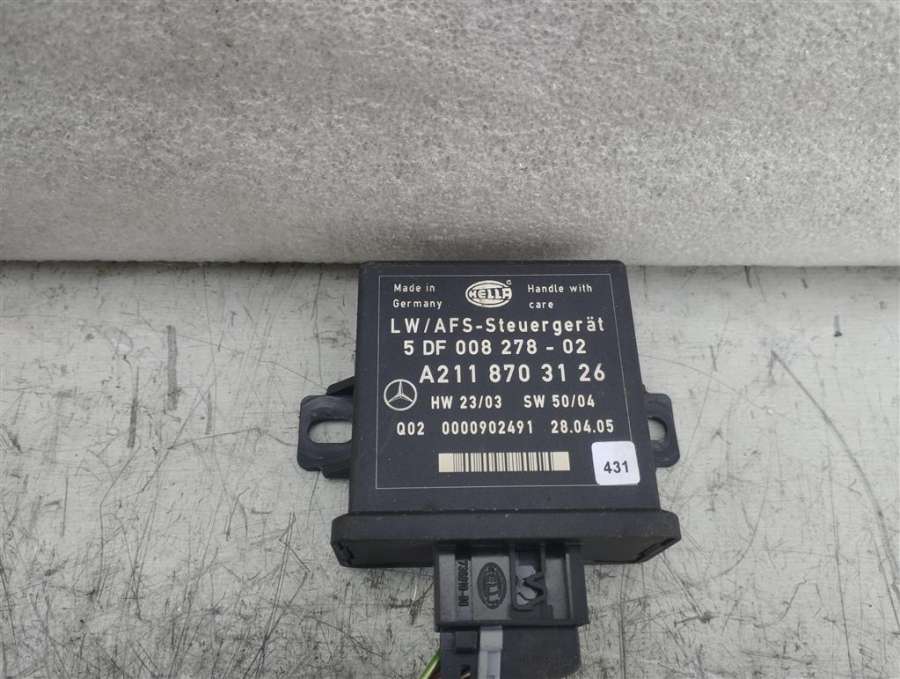 Made in
Germany
HELLA
Handle with
care
LW/AFS-Steuergerät
5 DF 008 278 - 02
A211 870 31 26
HW 23/03 SW 50/04
Q02 0000902491 28.04.05
431
HELLA